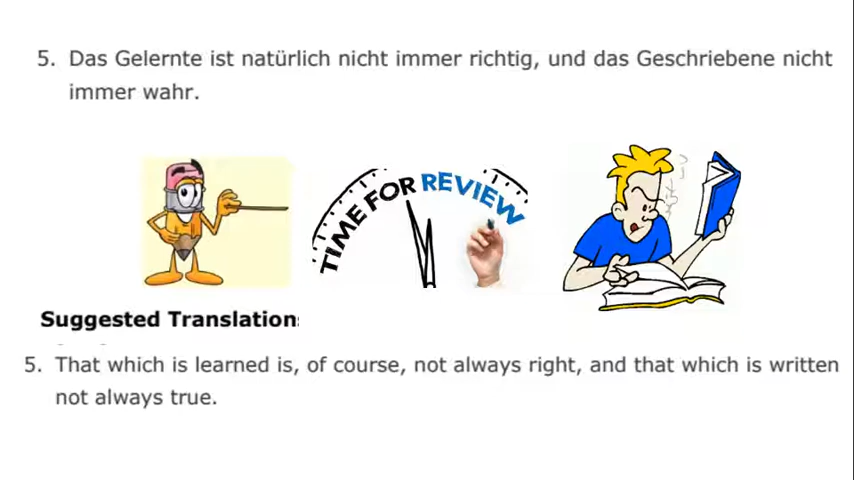 5. Das Gelernte ist natürlich nicht immer richtig, und das Geschriebene nicht
immer wahr.
TIME FOR REVIEW
Suggested Translation:
5. That which is learned is, of course, not always right, and that which is written
not always true.